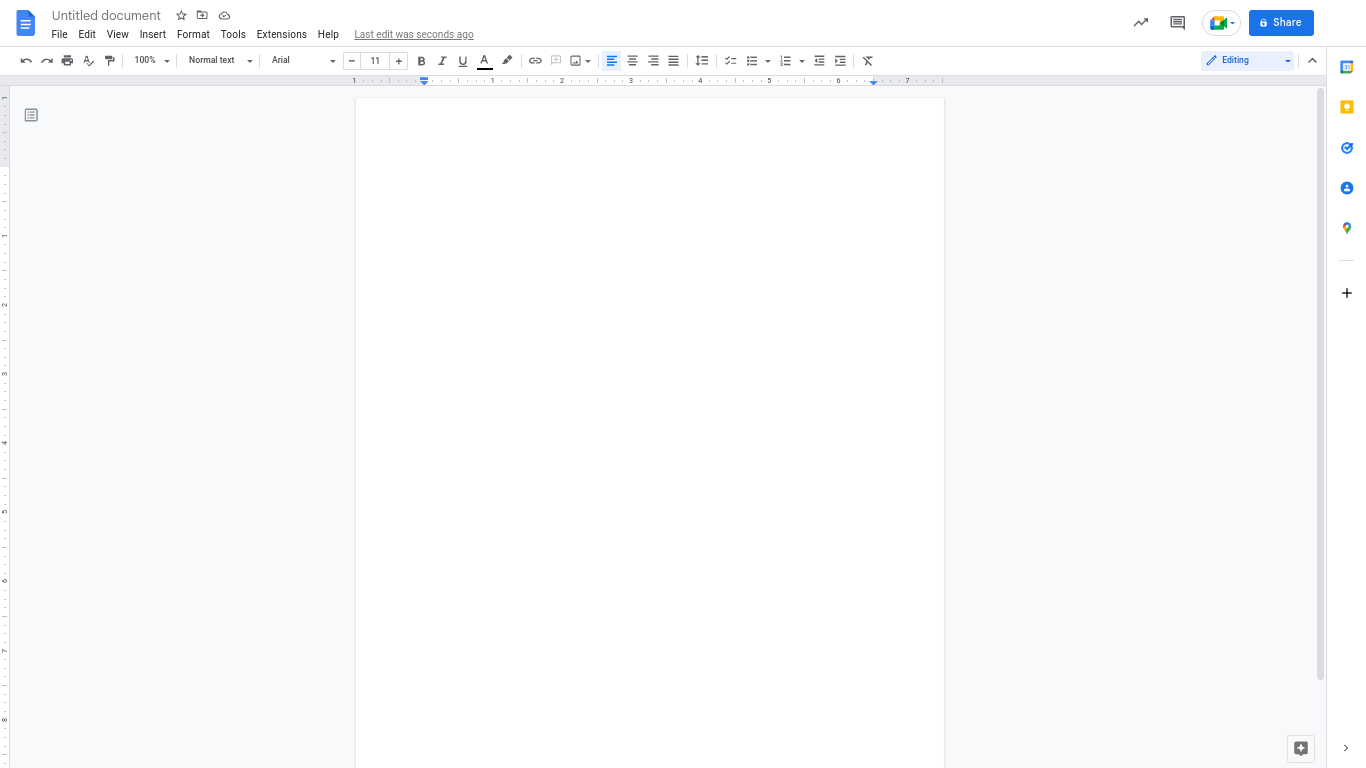 Untitled document
File Edit View Insert Format Tools Extensions Help Last edit was seconds ago
Share
100% Normal text Arial 11 Editing
1 1 2 3 4 5 6 7
1
1
2
3
4
5
6
7
8